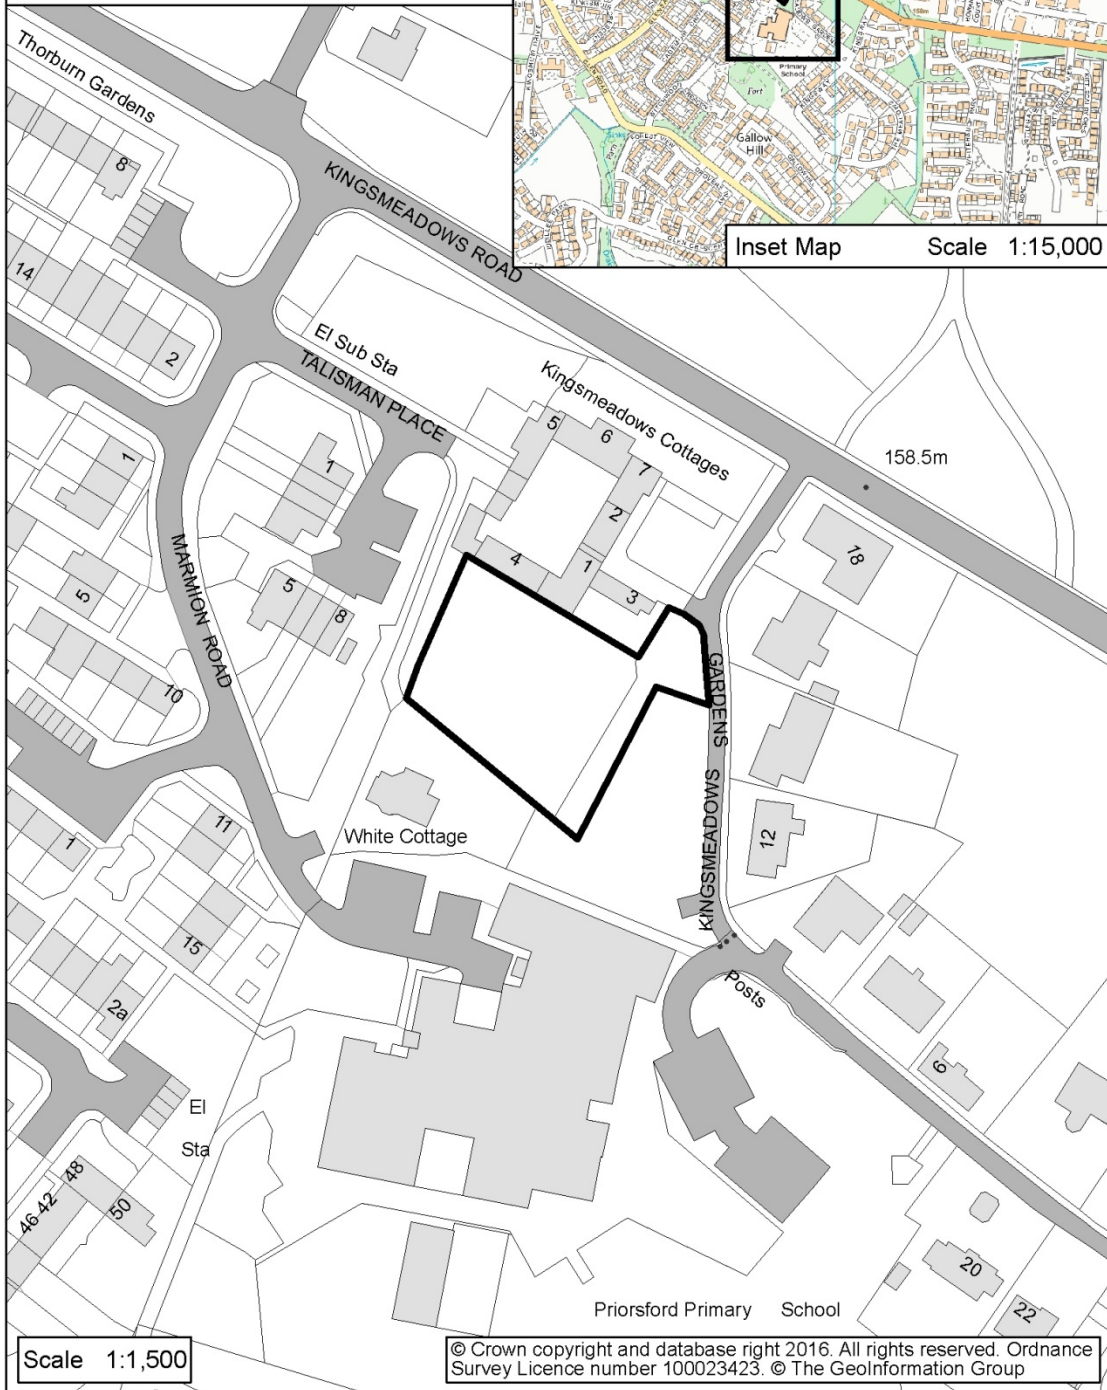 Primary
School
Fort
Gallow
Hill
Inset Map Scale 1:15,000
Thorburn Gardens
8
14
2
KINGSMEADOWS ROAD
El Sub Sta
TALISMAN PLACE
Kingsmeadows Cottages
5
6
7
2
1
4
3
158.5m
18
1
1
5
MARMION ROAD
5
8
10
GARDENS
KINGSMEADOWS
12
White Cottage
11
1
15
2a
Posts
El
Sta
9
48
46 42
50
20
22
Priorsford Primary School
Scale 1:1,500
© Crown copyright and database right 2016. All rights reserved. Ordnance
Survey Licence number 100023423. © The GeoInformation Group